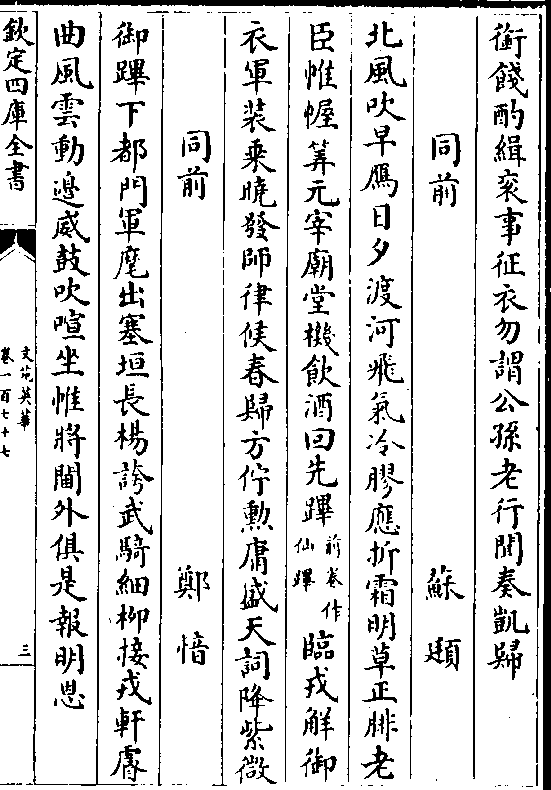 銜餞酌緝衮事征衣勿謂公孫老行聞奏凱歸
同前 蘇頲
北風吹早鴈日夕渡河飛氣冷膠應折霜明草正腓老
臣帷幄筭元宰廟堂機飲酒囘先蹕前巻作仙蹕臨戎解御
衣軍装乗曉發師律候春歸方佇勲庸盛天詞降紫微
同前 鄭愔
御蹕下都門軍麾出塞垣長楊誇武騎細柳接戎軒睿
曲風雲動邉威鼓吹喧坐惟將閫外俱是報明恩
欽定四庫全書
文苑英華
巻一百七十七
三